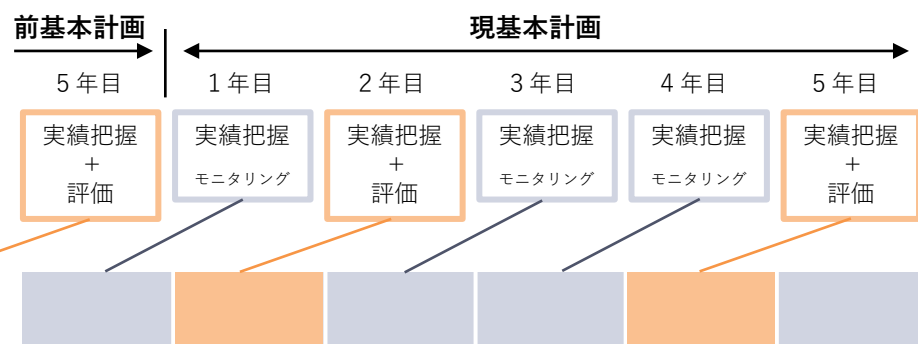 前基本計画
現基本計画
5年目
1年目
2年目
3年目
4年目
5年目
実績把握
+
評価
実績把握
モニタリング
実績把握
+
評価
実績把握
モニタリング
実績把握
モニタリング
実績把握
+
評価